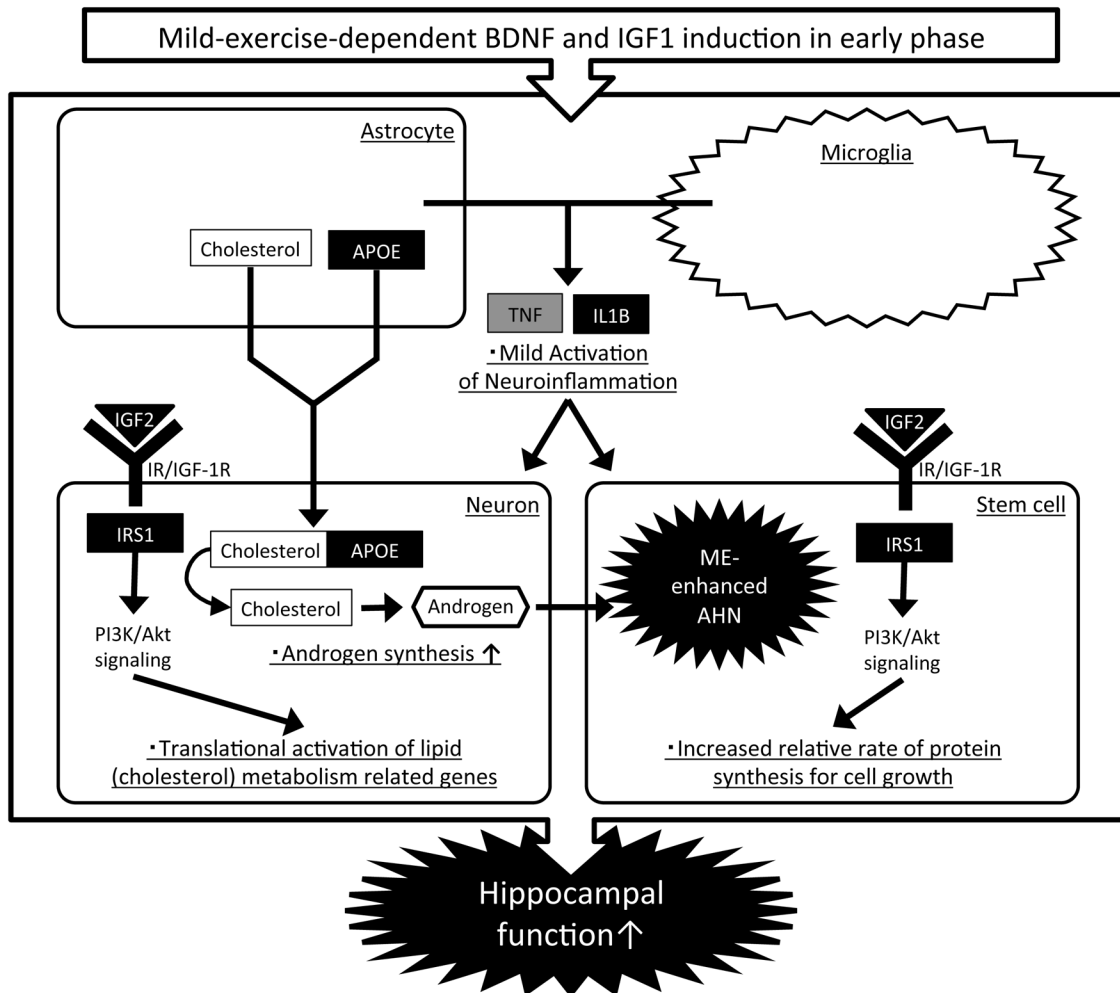 Mild-exercise-dependent BDNF and IGF1 induction in early phase
Astrocyte
Microglia
Cholesterol
APOE
TNF
IL1B
・Mild Activation
of Neuroinflammation
IGF2
IR/IGF-1R
IGF2
IR/IGF-1R
Neuron
IRS1
Cholesterol
APOE
Cholesterol
Androgen
・Androgen synthesis ↑
PI3K/Akt
signaling
・Translational activation of lipid
(cholesterol) metabolism related genes
Stem cell
ME-
enhanced
AHN
IRS1
PI3K/Akt
signaling
・Increased relative rate of protein
synthesis for cell growth
Hippocampal
function↑